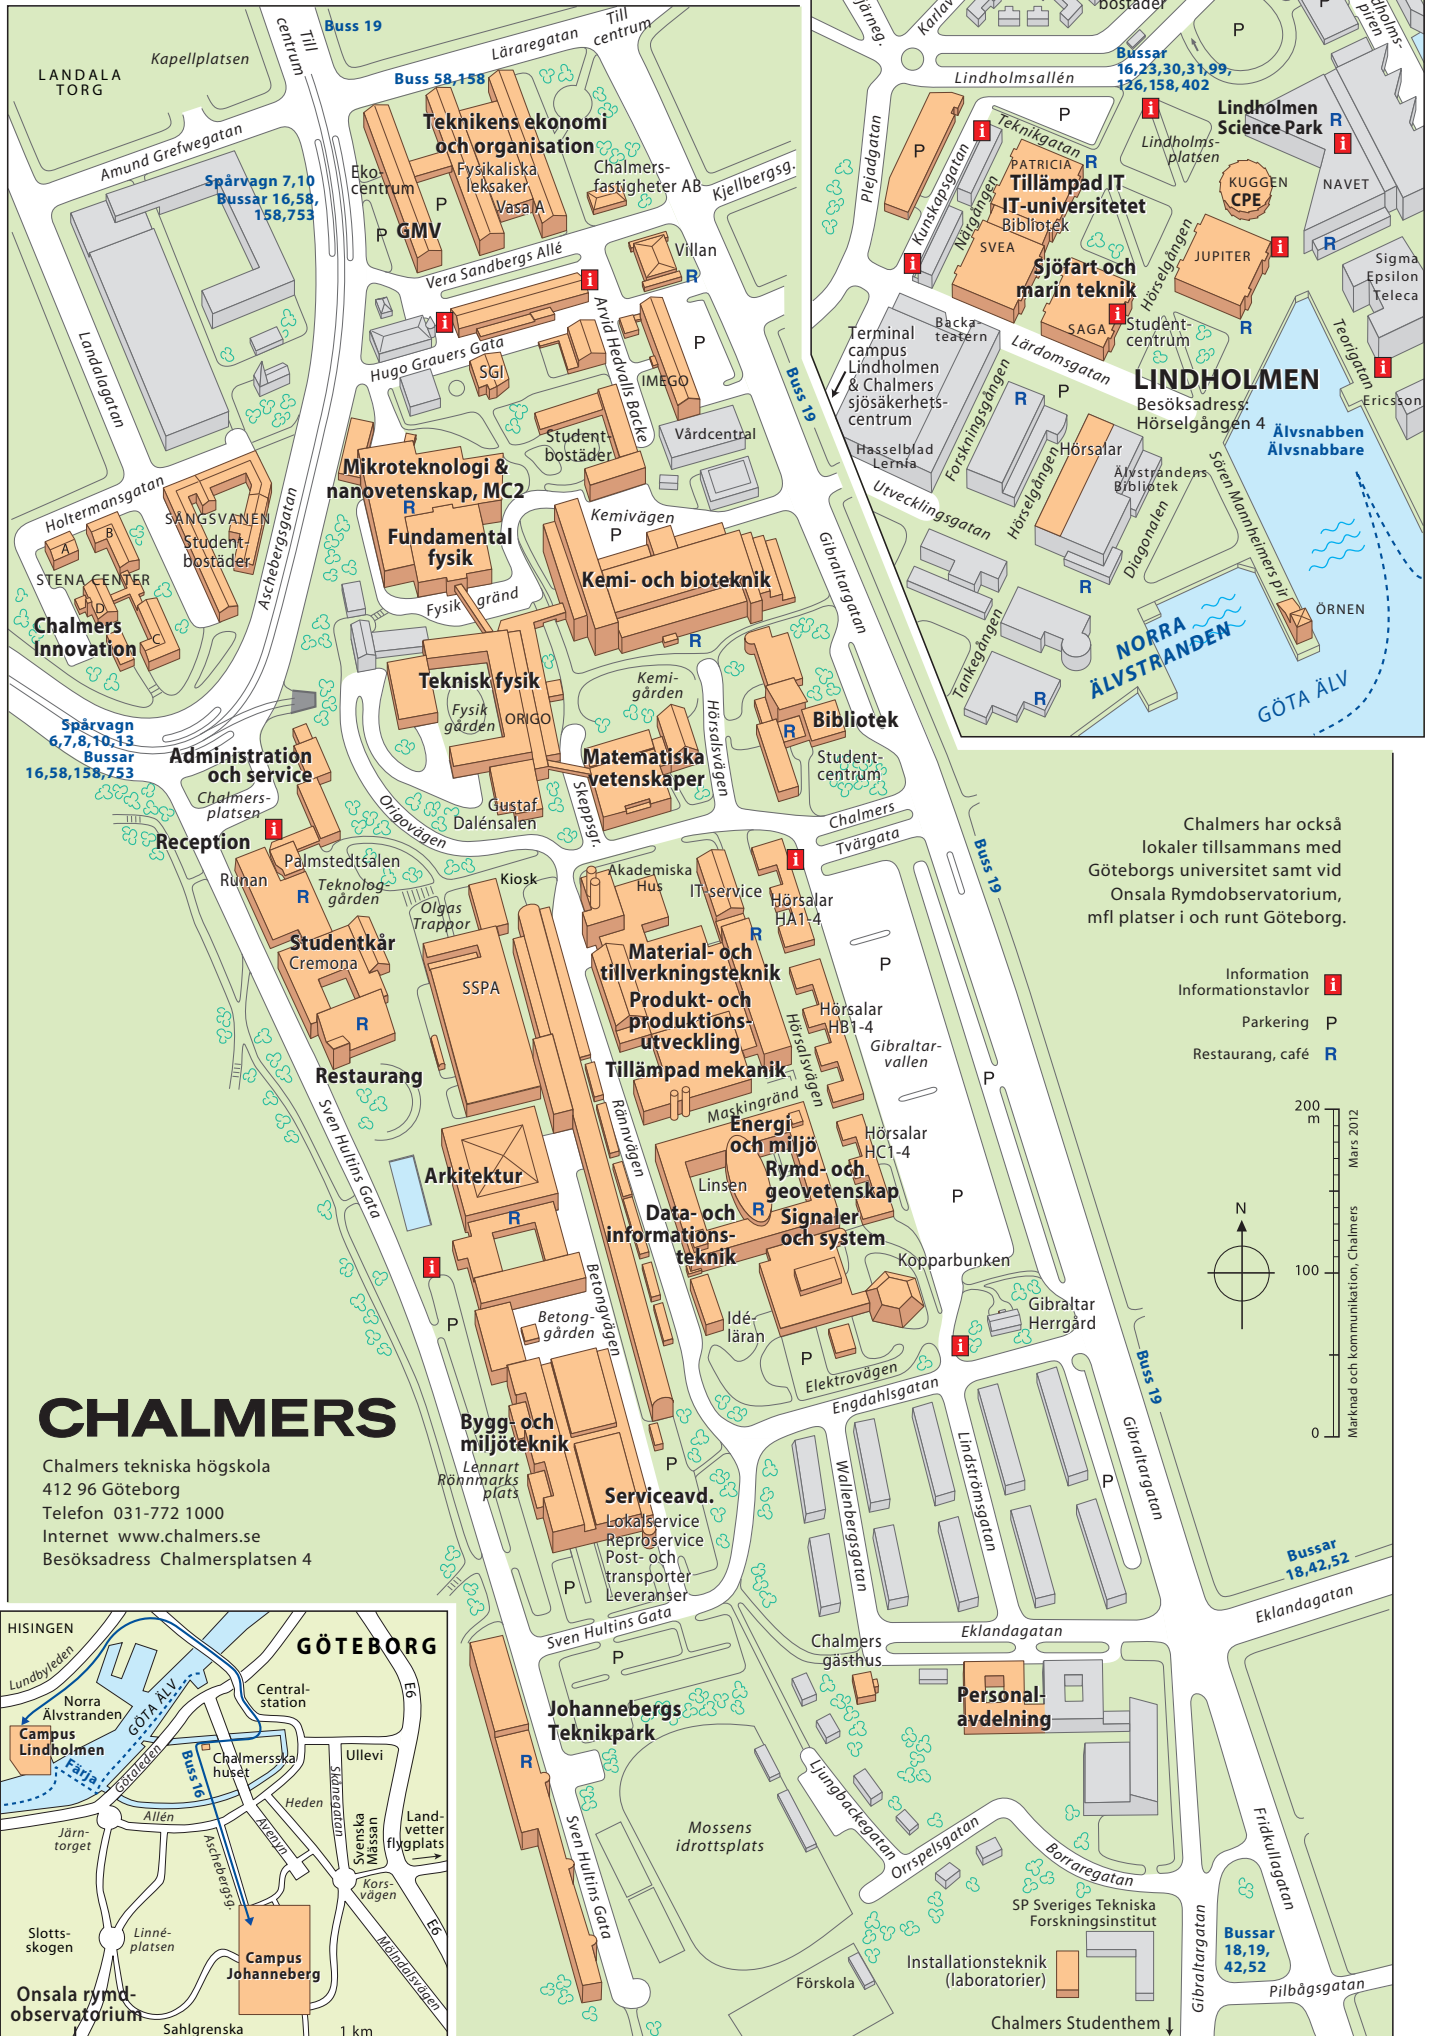 Till
centrum
Buss 19
Kapellplatsen
LANDALA
TORG
Läraregatan
Till
centrum
Buss 58,158
Amund Grefwegatan
Teknikens ekonomi
och organisation
Fysikaliska
leksaker
Vasa A
Eko-
centrum
P
P
GMV
Chalmers-
fastigheter AB
Kjellbergsg.
Spårvagn 7,10
Bussar 16,58,
158,753
Villan
R
Vera Sandbergs Allé
i
i
Landalagatan
Hugo Grauers Gata
SGI
Arvid Hedvalls Backe
IMEGO
P
Buss 19
Student-
bostäder
Vårdcentral
Mikroteknologi &
nanovetenskap, MC2
R
Holtermansgatan
SÅNGSVANEN
Student-
bostäder
Aschebergsgatan
A
B
STENA CENTER
D
C
Chalmers
Innovation
Fundamental
fysik
Kemivägen
P
Kemi- och bioteknik
R
Gibraltargatan
Fysik gränd
Teknisk fysik
Fysik
gården
ORIGO
Kemi-
gården
Hörsalsvägen
R
Bibliotek
Student-
centrum
Spårvagn
6,7,8,10,13
Bussar
16,58,158,753
Administration
och service
Chalmers-
platsen
i
Reception
Matematiska
vetenskaper
Gustaf
Dalénsalen
Skeppsgr.
Origovägen
Chalmers
Tvärgata
Buss 19
Palmstedtsalen
Runan
R
Teknolog-
gården
Kiosk
Olgas
Trappor
Akademiska
Hus
IT-service
i
Hörsalar
HA1-4
R
Studentkår
Cremona
SSPA
R
Restaurang
Material- och
tillverkningsteknik
Produkt- och
produktions-
utveckling
Tillämpad mekanik
P
Hörsalar
HB1-4
Hörsalsvägen
Gibraltar-
vallen
P
Sven Hultins Gata
Rännvägen
Maskingränd
Energi
och miljö
Hörsalar
HC1-4
Arkitektur
R
Linsen
R
Rymd- och
geovetenskap
P
Data- och
informations-
teknik
Signaler
och system
i
Kopparbunken
Betongvägen
P
Betong-
gården
Idé-
läran
Gibraltar
Herrgård
i
P
Elektrovägen
Engdahlsgatan
Buss 19
CHALMERS
Chalmers tekniska högskola
412 96 Göteborg
Telefon 031-772 1000
Internet www.chalmers.se
Besöksadress Chalmersplatsen 4
Bygg- och
miljöteknik
Lennart
Rönnmarks
plats
P
Serviceavd.
Lokalservice
Reproservice
Post- och
transporter
Leveranser
P
Wallenbergsgatan
Lindströmsgatan
P
Gibraltargatan
Bussar
18,42,52
Eklandagatan
Sven Hultins Gata
P
Eklandagatan
Chalmers
gästhus
Personal-
avdelning
Johannebergs
Teknikpark
R
Sven Hultins Gata
Mossens
idrottsplats
Ljungbackegatan
Orrspelsgatan
Borraregatan
Fridkullagatan
SP Sveriges Tekniska
Forskningsinstitut
Installationsteknik
(laboratorier)
Förskola
Gibraltargatan
Bussar
18,19,
42,52
Pilbågsgatan
Chalmers Studenthem
järneg.
Karlav
bostäder
P
P
dholms-
piren
Bussar
16,23,30,31,99,
126,158,402
Lindholmsallén
i
i
P
Plejadgatan
P
Kunskapsgatan
Teknikgatan
Närgången
PATRICIA
R
Tillämpad IT
IT-universitetet
Bibliotek
SVEA
Lindholms-
platsen
Lindholmen
Science Park
R
i
KUGGEN
CPE
NAVET
R
Hörselgången
JUPITER
i
Sjöfart och
marin teknik
i
SAGA
i
Student-
centrum
R
Sigma
Epsilon
Teleca
Teorigatan
i
Ericsson
Terminal
campus
Lindholmen
& Chalmers
sjösäkerhets-
centrum
Backa-
teatern
Lärdomsgatan
P
R
LINDHOLMEN
Besöksadress:
Hörselgången 4
Forskningsgången
Hasselblad
Lernia
Hörsalar
Älvstrandens
Bibliotek
Älvsnabben
Älvsnabbare
Utvecklingsgatan
Hörselgången
Diagonalen
Sören Mannheimers pir
R
ÖRNEN
Tankegången
R
NORRA
ÄLVSTRANDEN
GÖTA ÄLV
Chalmers har också
lokaler tillsammans med
Göteborgs universitet samt vid
Onsala Rymdobservatorium,
mfl platser i och runt Göteborg.
Information
Informationstavlor
i
Parkering P
Restaurang, café R
200
m
100
0
N
Mars 2012
Marknad och kommunikation, Chalmers
HISINGEN
GÖTEBORG
Lundbyleden
Norra
Älvstranden
GÖTA ÄLV
Central-
station
E6
Campus
Lindholmen
Färja
Götaleden
Buss 16
Chalmersska
huset
Ullevi
Skånegatan
Allén
Heden
Järn-
torget
Aschebergsg.
Avenyn
Svenska
Mässan
Land-
vetter
flygplats
Kors-
vägen
E6
Slotts-
skogen
Linné-
platsen
Mölndalsvägen
Campus
Johanneberg
Onsala rymd-
observatorium
Sahlgrenska
1 km